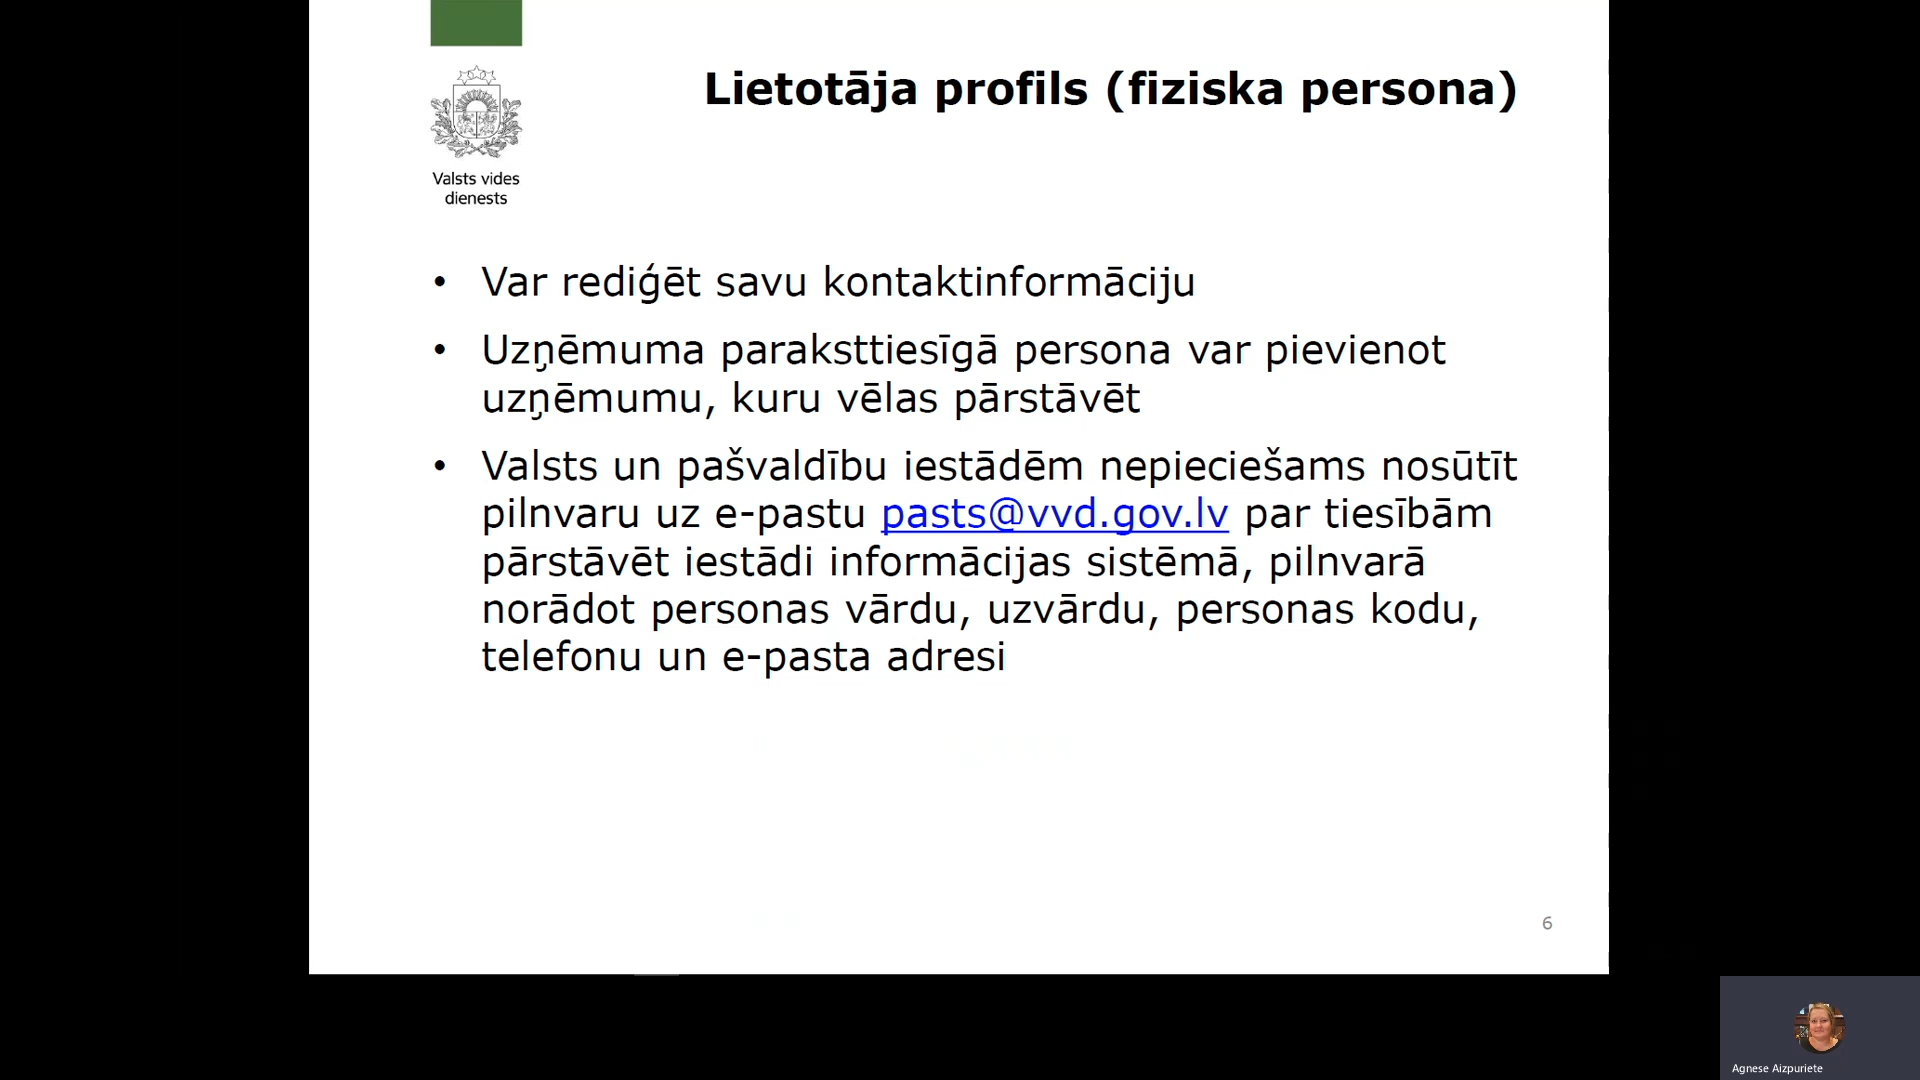 Lietotāja profils (fiziska persona)
Valsts vides
dienests
• Var rediģēt savu kontaktinformāciju
• Uzņēmuma paraksttiesīgā persona var pievienot
uzņēmumu, kuru vēlas pārstāvēt
• Valsts un pašvaldību iestādēm nepieciešams nosūtīt
pilnvaru uz e-pastu pasts@vvd.gov.lv par tiesībām
pārstāvēt iestādi informācijas sistēmā, pilnvarā
norādot personas vārdu, uzvārdu, personas kodu,
telefonu un e-pasta adresi
6
Agnese Aizpuriete